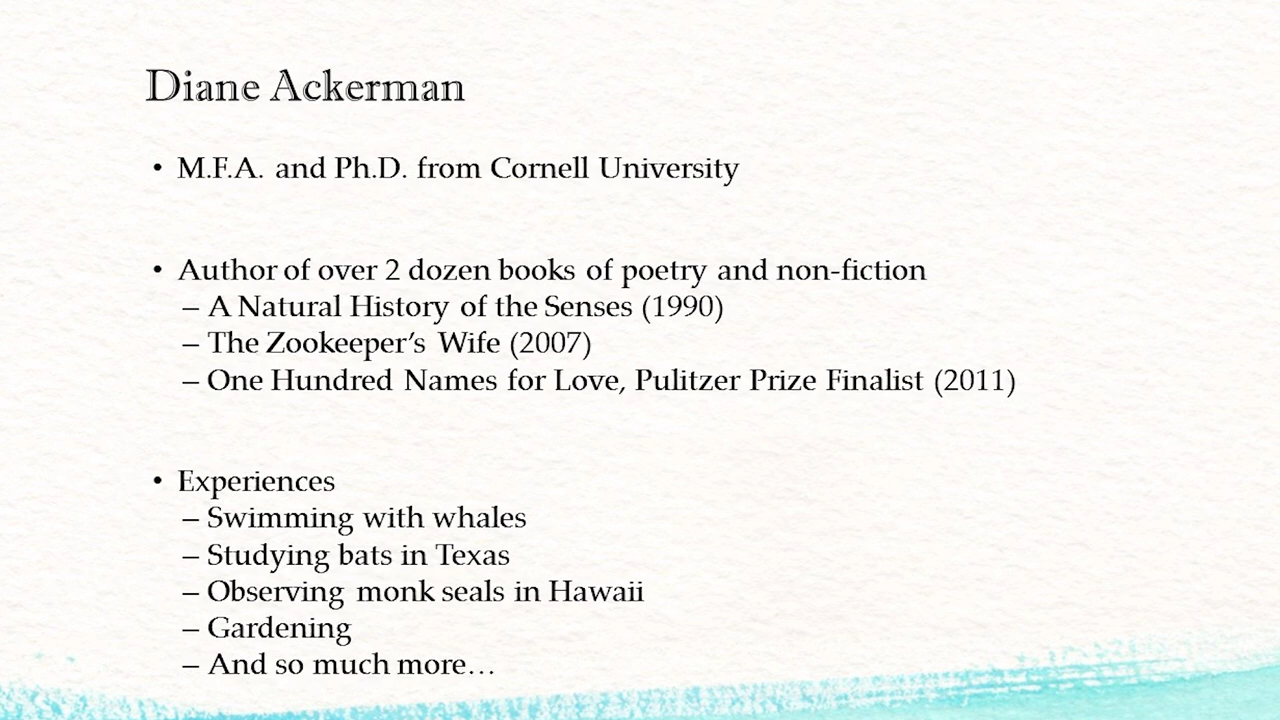 Diane Ackerman
• M.F.A. and Ph.D. from Cornell University
• Author of over 2 dozen books of poetry and non-fiction
– A Natural History of the Senses (1990)
– The Zookeeper’s Wife (2007)
– One Hundred Names for Love, Pulitzer Prize Finalist (2011)
• Experiences
– Swimming with whales
– Studying bats in Texas
– Observing monk seals in Hawaii
– Gardening
– And so much more…